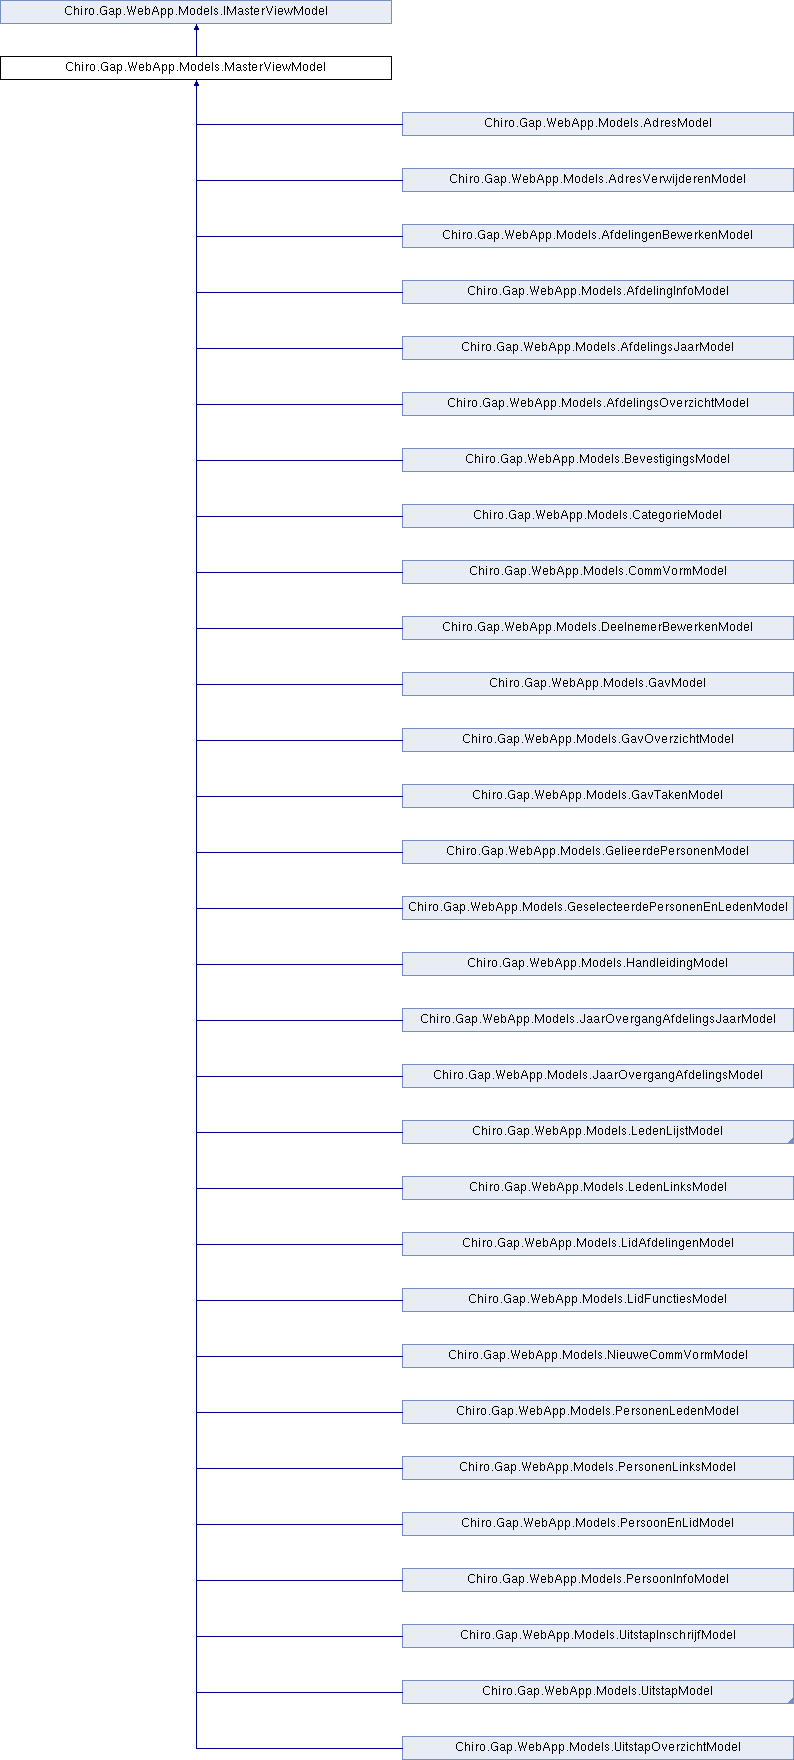 Chiro.Gap.WebApp.Models.IMasterViewModel
Chiro.Gap.WebApp.Models.MasterViewModel
Chiro.Gap.WebApp.Models.AdresModel
Chiro.Gap.WebApp.Models.AdresVerwijderenModel
Chiro.Gap.WebApp.Models.AfdelingenBewerkenModel
Chiro.Gap.WebApp.Models.AfdelingInfoModel
Chiro.Gap.WebApp.Models.AfdelingsJaarModel
Chiro.Gap.WebApp.Models.AfdelingsOverzichtModel
Chiro.Gap.WebApp.Models.BevestigingsModel
Chiro.Gap.WebApp.Models.CategorieModel
Chiro.Gap.WebApp.Models.CommVormModel
Chiro.Gap.WebApp.Models.DeelnemerBewerkenModel
Chiro.Gap.WebApp.Models.GavModel
Chiro.Gap.WebApp.Models.GavOverzichtModel
Chiro.Gap.WebApp.Models.GavTakenModel
Chiro.Gap.WebApp.Models.GelieerdePersonenModel
Chiro.Gap.WebApp.Models.GeselecteerdePersonenEnLedenModel
Chiro.Gap.WebApp.Models.HandleidingModel
Chiro.Gap.WebApp.Models.JaarOvergangAfdelingsJaarModel
Chiro.Gap.WebApp.Models.JaarOvergangAfdelingsModel
Chiro.Gap.WebApp.Models.LedenLijstModel
Chiro.Gap.WebApp.Models.LedenLinksModel
Chiro.Gap.WebApp.Models.LidAfdelingenModel
Chiro.Gap.WebApp.Models.LidFunctiesModel
Chiro.Gap.WebApp.Models.NieuweCommVormModel
Chiro.Gap.WebApp.Models.PersonenLedenModel
Chiro.Gap.WebApp.Models.PersonenLinksModel
Chiro.Gap.WebApp.Models.PersoonEnLidModel
Chiro.Gap.WebApp.Models.PersoonInfoModel
Chiro.Gap.WebApp.Models.UitstapInschrijfModel
Chiro.Gap.WebApp.Models.UitstapModel
Chiro.Gap.WebApp.Models.UitstapOverzichtModel